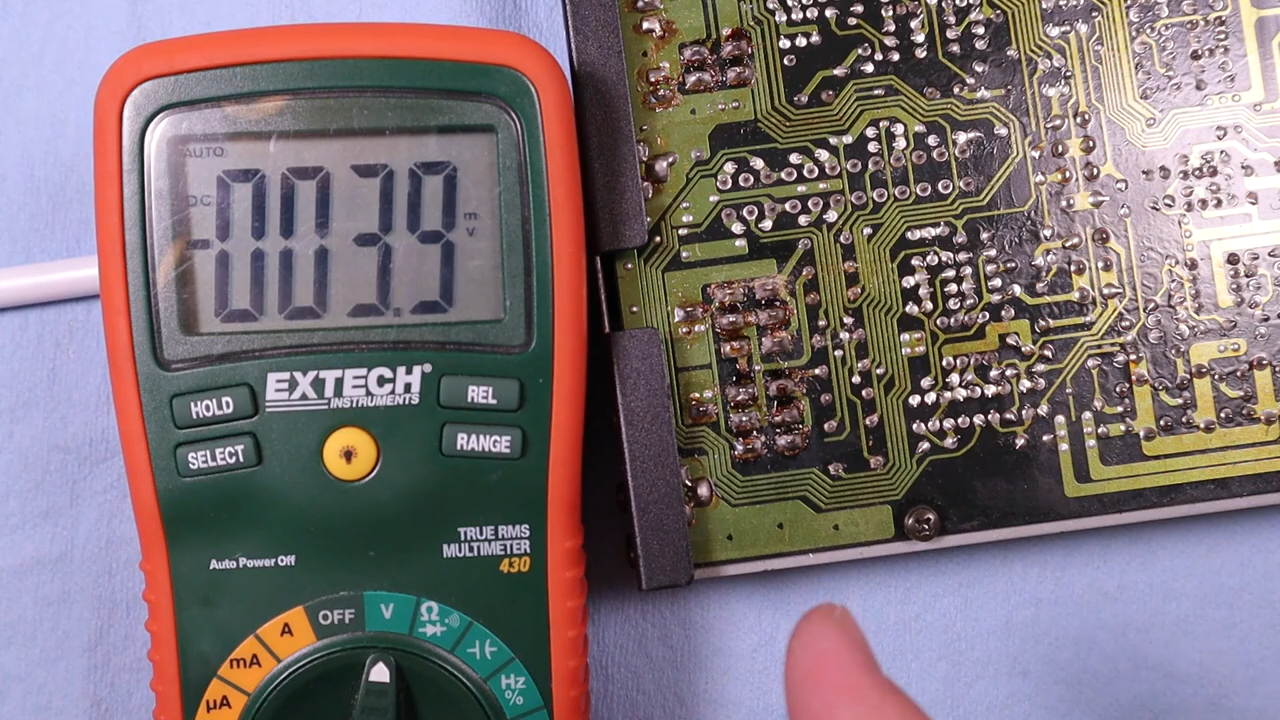 AUTO
DC
-003.9
m
V
EXTECH®
INSTRUMENTS
HOLD
REL
SELECT
RANGE
TRUE RMS
MULTIMETER
430
Auto Power Off
OFF
V
A
Ω
mA
Hz
%
µA